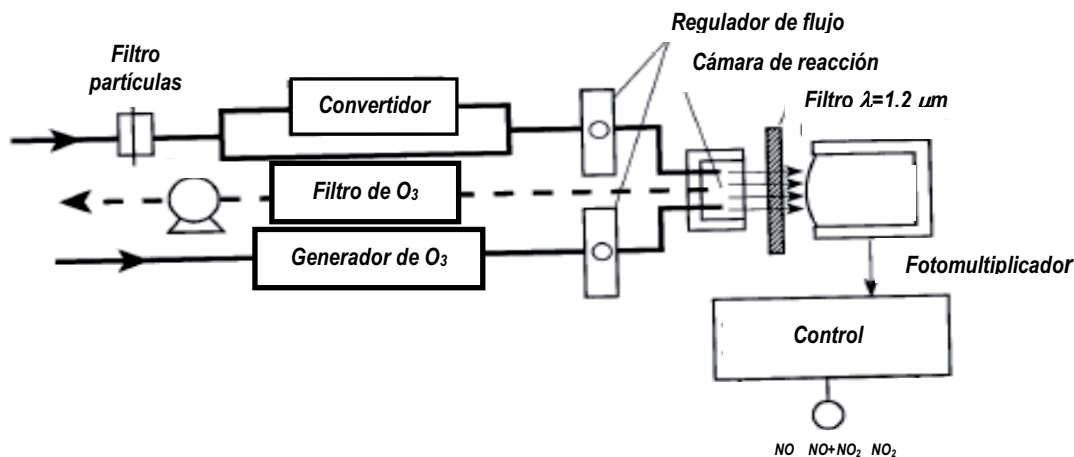 Regulador de flujo
Filtro
partículas
Cámara de reacción
Filtro λ=1.2 µm
Convertidor
Filtro de O₃
Generador de O₃
Fotomultiplicador
Control
NO NO+NO₂ NO₂